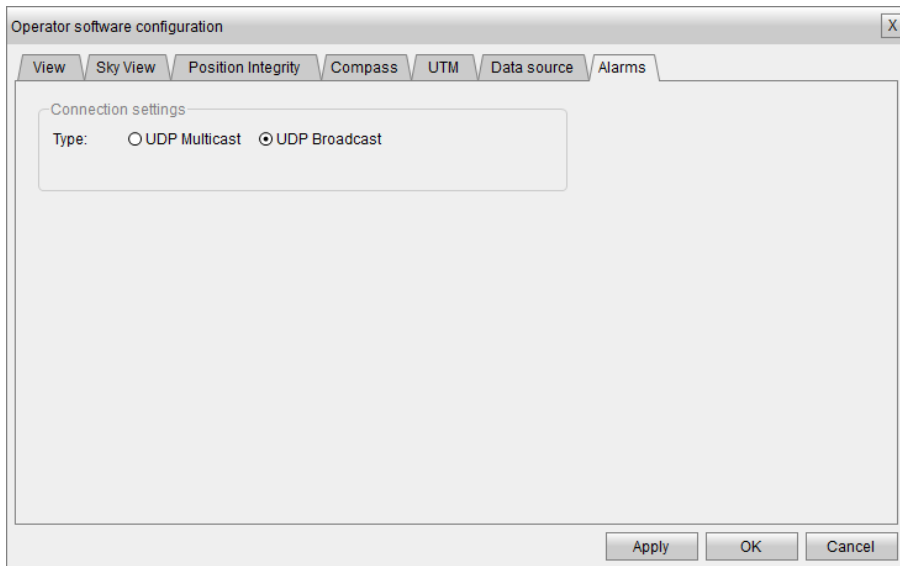 Operator software configuration X
View Sky View Position Integrity Compass UTM Data source Alarms
Connection settings
Type: UDP Multicast UDP Broadcast
Apply OK Cancel